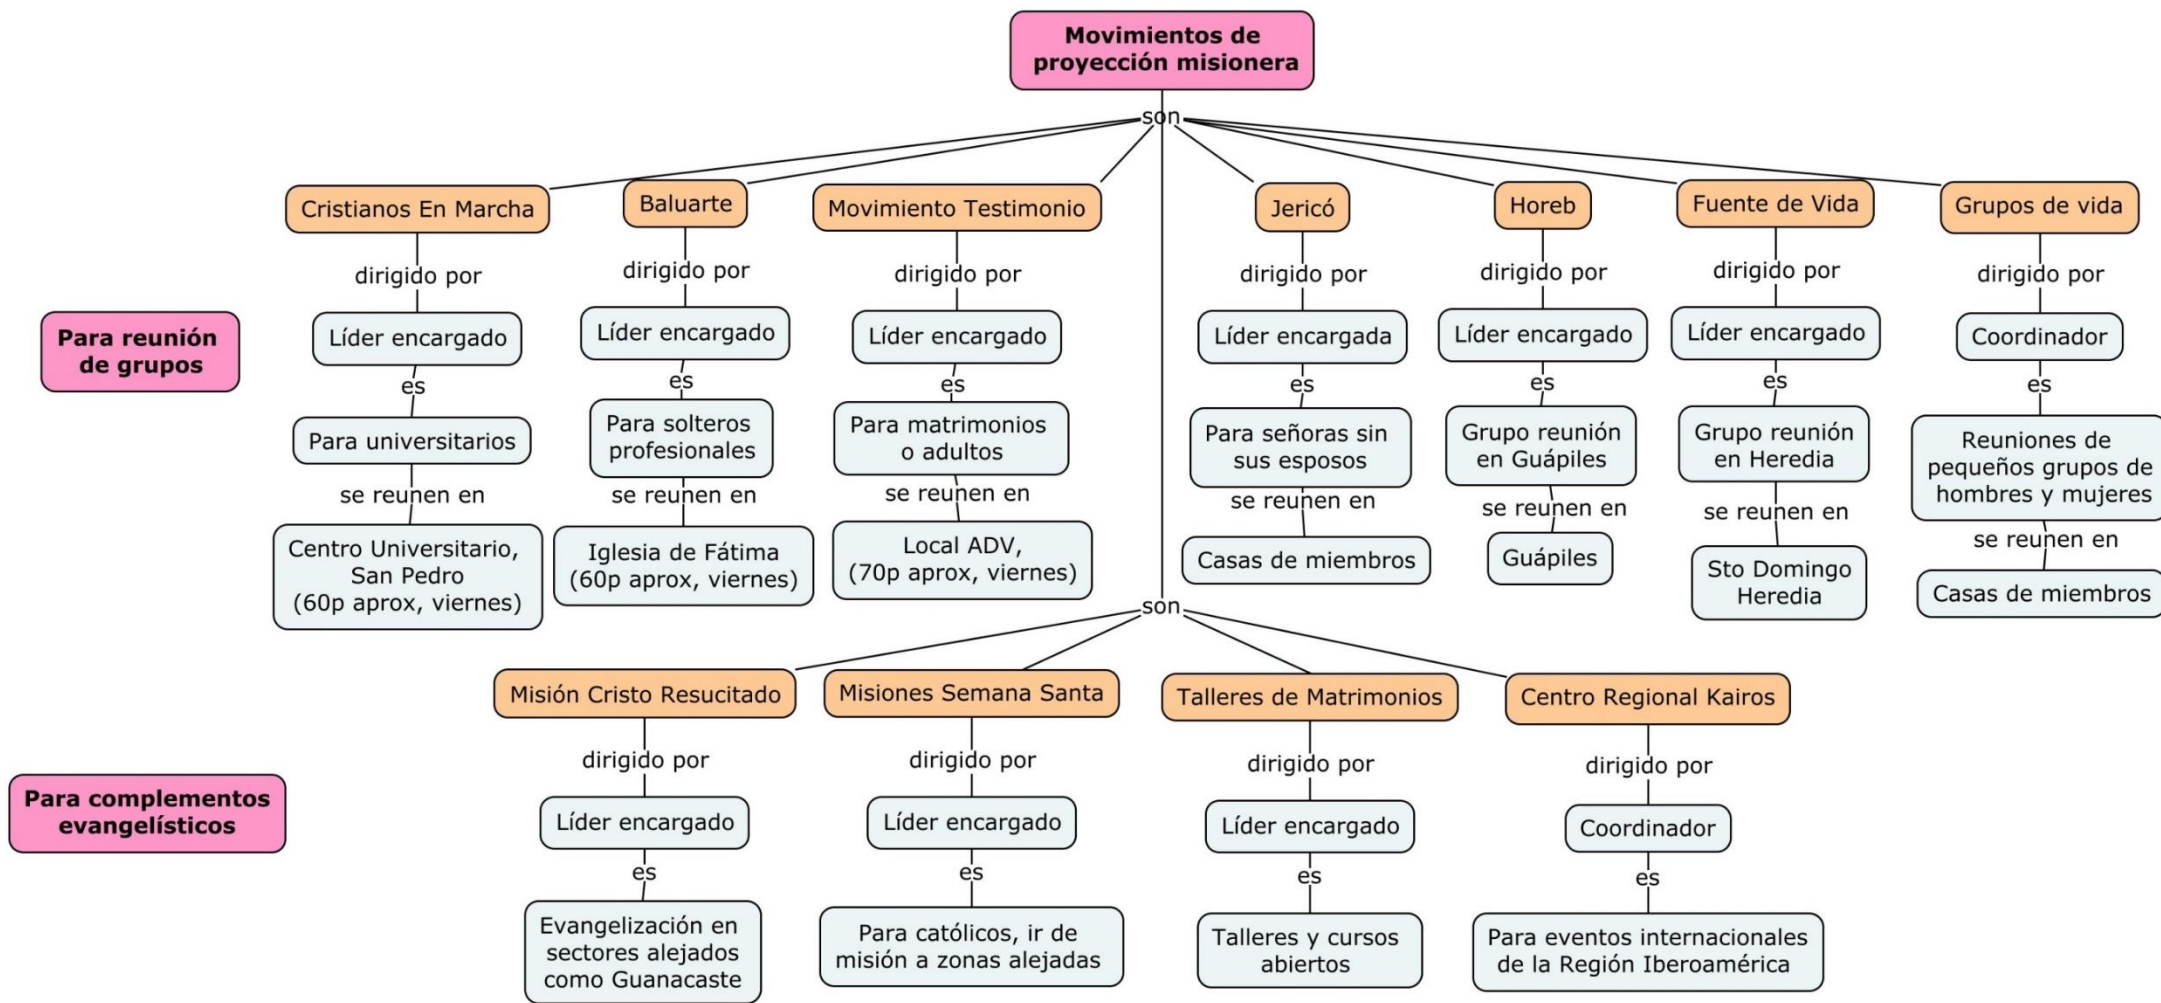 Movimientos de
proyección misionera
son
Cristianos En Marcha
Baluarte
Movimiento Testimonio
Jericó
Horeb
Fuente de Vida
Grupos de vida
dirigido por
dirigido por
dirigido por
dirigido por
dirigido por
dirigido por
dirigido por
Para reunión
de grupos
Líder encargado
Líder encargado
Líder encargado
Líder encargada
Líder encargado
Líder encargado
Coordinador
es
es
es
es
es
es
es
Para universitarios
Para solteros
profesionales
Para matrimonios
o adultos
Para señoras sin
sus esposos
Grupo reunión
en Guápiles
Grupo reunión
en Heredia
Reuniones de
pequeños grupos de
hombres y mujeres
se reunen en
se reunen en
se reunen en
se reunen en
se reunen en
se reunen en
se reunen en
Centro Universitario,
San Pedro
(60p aprox, viernes)
Iglesia de Fátima
(60p aprox, viernes)
Local ADV,
(70p aprox, viernes)
Casas de miembros
Guápiles
Sto Domingo
Heredia
Casas de miembros
son
Misión Cristo Resucitado
Misiones Semana Santa
Talleres de Matrimonios
Centro Regional Kairos
dirigido por
dirigido por
dirigido por
dirigido por
Para complementos
evangelísticos
Líder encargado
Líder encargado
Líder encargado
Coordinador
es
es
es
es
Evangelización en
sectores alejados
como Guanacaste
Para católicos, ir de
misión a zonas alejadas
Talleres y cursos
abiertos
Para eventos internacionales
de la Región Iberoamérica